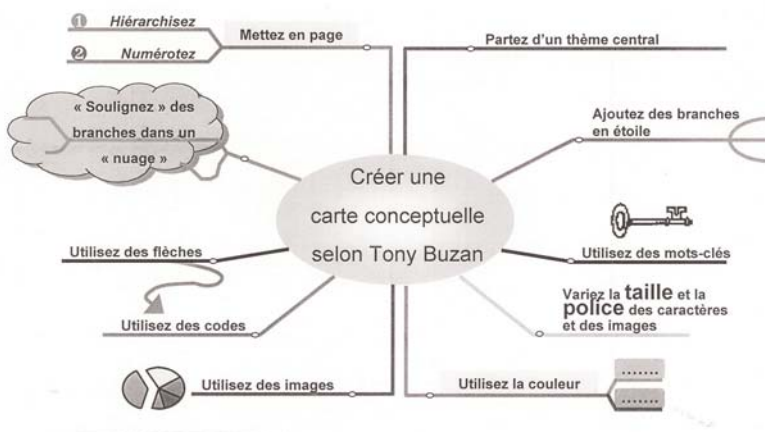 Créer une
carte conceptuelle
selon Tony Buzan
Partez d'un thème central
Ajoutez des branches
en étoile
Utilisez des mots-clés
Variez la taille et la
police des caractères
et des images
Utilisez la couleur
.......
.......
Utilisez des images
Utilisez des codes
Utilisez des flèches
« Soulignez » des
branches dans un
« nuage »
Mettez en page
1 Hiérarchisez
2 Numérotez